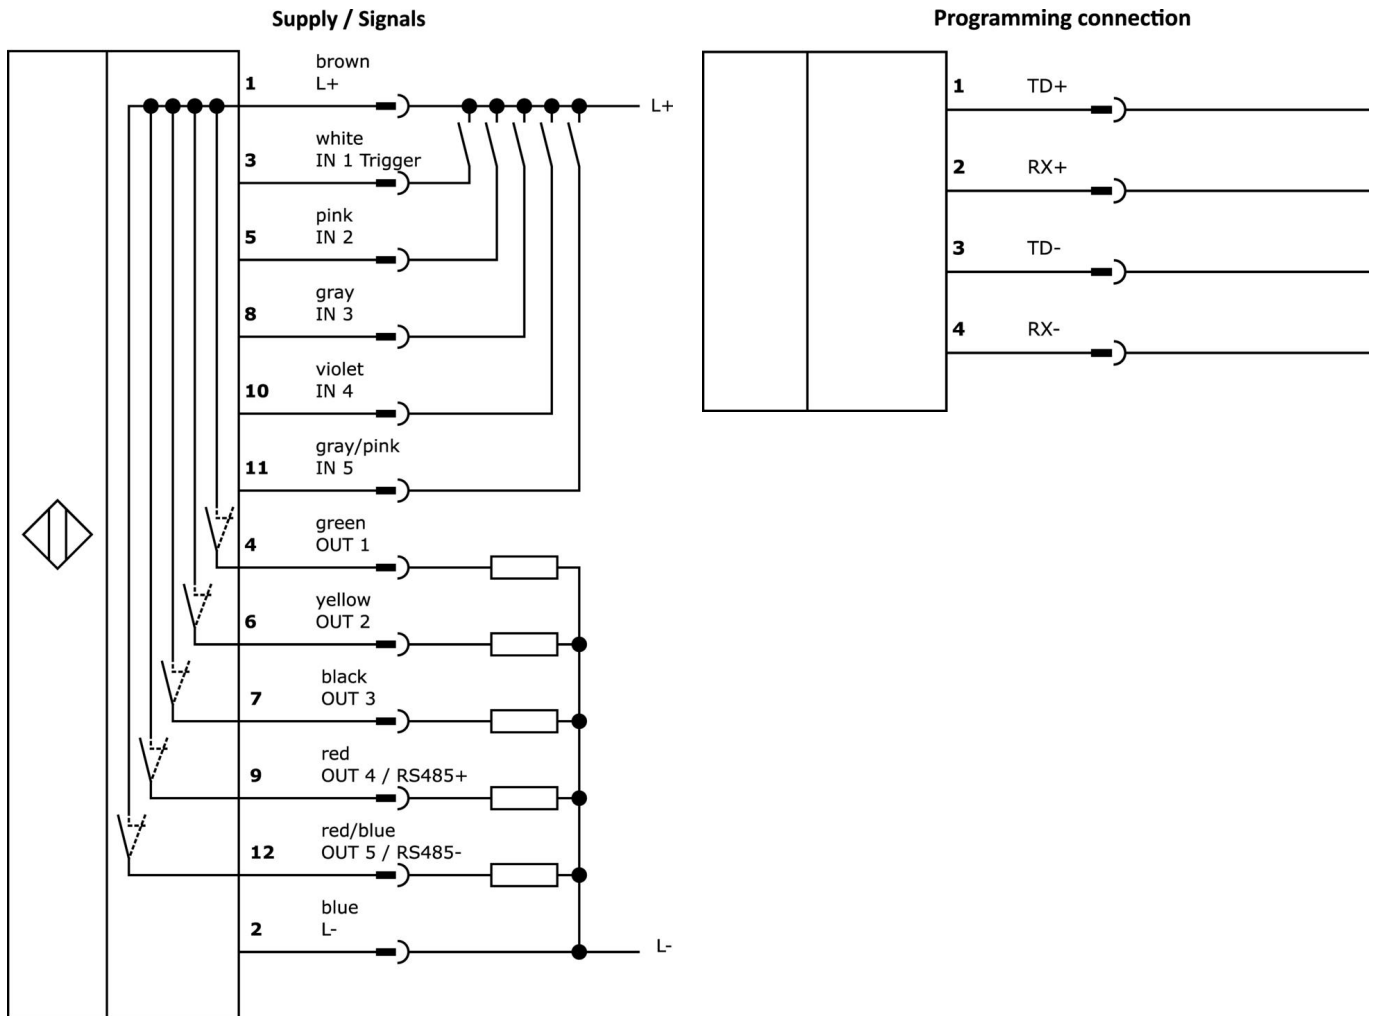 Supply / Signals
brown
1 L+
L+
white
3 IN 1 Trigger
pink
5 IN 2
gray
8 IN 3
violet
10 IN 4
gray/pink
11 IN 5
green
4 OUT 1
yellow
6 OUT 2
black
7 OUT 3
red
9 OUT 4 / RS485+
red/blue
12 OUT 5 / RS485-
blue
2 L-
L-
Programming connection
1 TD+
2 RX+
3 TD-
4 RX-